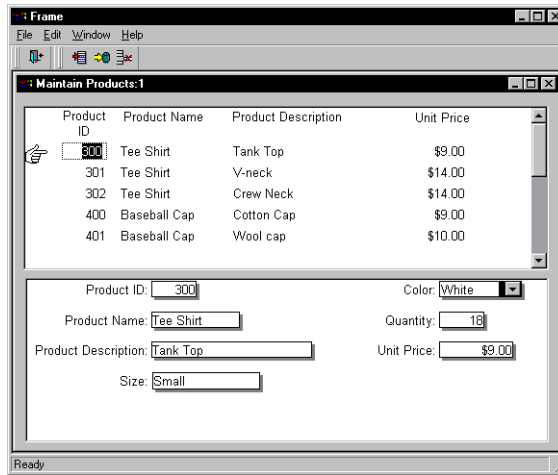 Frame
File Edit Window Help
Maintain Products:1
Product ID Product Name Product Description Unit Price
300 Tee Shirt Tank Top $9.00
301 Tee Shirt V-neck $14.00
302 Tee Shirt Crew Neck $14.00
400 Baseball Cap Cotton Cap $9.00
401 Baseball Cap Wool cap $10.00
Product ID: 300 Color: White
Product Name: Tee Shirt Quantity: 18
Product Description: Tank Top Unit Price: $9.00
Size: Small
Ready